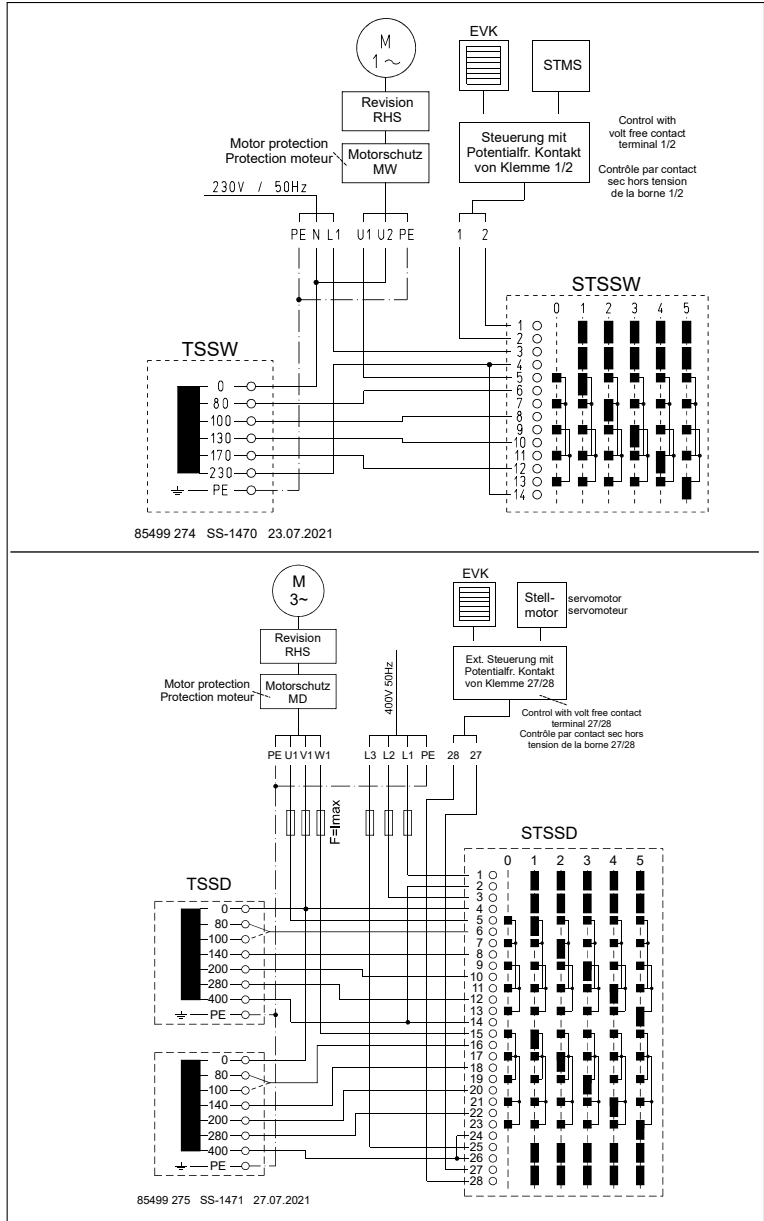 M
1~
EVK
STMS
Revision
RHS
Motor protection
Protection moteur
Motorschutz
MW
Steuerung mit
Potentialfr. Kontakt
von Klemme 1/2
Control with
volt free contact
terminal 1/2
Contrôle par contact
sec hors tension
de la borne 1/2
230V / 50Hz
PE N L1 U1 U2 PE 1 2
STSSW
0 1 2 3 4 5
1
2
3
4
5
6
7
8
9
10
11
12
13
14
TSSW
0
80
100
130
170
230
PE
85499 274 SS-1470 23.07.2021
M
3~
EVK
Stell-
motor
servomotor
servomoteur
Revision
RHS
Motor protection
Protection moteur
Motorschutz
MD
400V 50Hz
Ext. Steuerung mit
Potentialfr. Kontakt
von Klemme 27/28
Control with volt free contact
terminal 27/28
Contrôle par contact sec hors
tension de la borne 27/28
PE U1 V1 W1 L3 L2 L1 PE 28 27
F=Imax
STSSD
0 1 2 3 4 5
1
2
3
4
5
6
7
8
9
10
11
12
13
14
15
16
17
18
19
20
21
22
23
24
25
26
27
28
TSSD
0
80
100
140
200
280
400
PE
0
80
100
140
200
280
400
PE
85499 275 SS-1471 27.07.2021